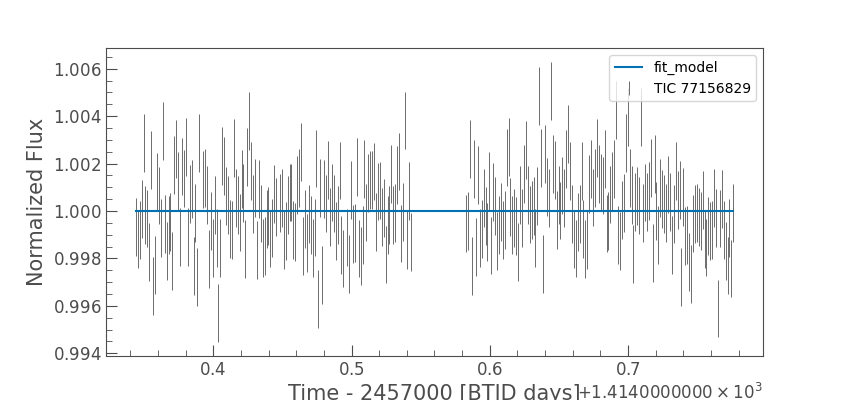 1.006
1.004
1.002
1.000
0.998
0.996
0.994
Normalized Flux
fit_model
TIC 77156829
0.4 0.5 0.6 0.7
Time - 2457000 [BTJD days]
+1.4140000000 × 10³